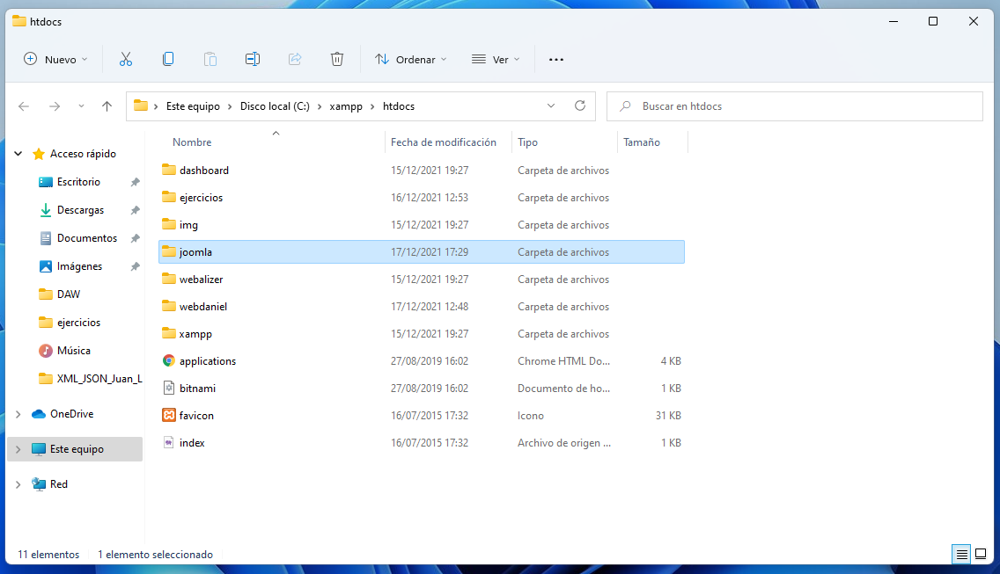 htdocs
Nuevo
Ordenar
Ver
Este equipo
Disco local (C:)
xampp
htdocs
Buscar en htdocs
Acceso rápido
Escritorio
Descargas
Documentos
Imágenes
DAW
ejercicios
Música
XML_JSON_Juan_L
OneDrive
Este equipo
Red
Nombre Fecha de modificación Tipo Tamaño
dashboard 15/12/2021 19:27 Carpeta de archivos
ejercicios 16/12/2021 12:53 Carpeta de archivos
img 15/12/2021 19:27 Carpeta de archivos
joomla 17/12/2021 17:29 Carpeta de archivos
webalizer 15/12/2021 19:27 Carpeta de archivos
webdaniel 17/12/2021 12:48 Carpeta de archivos
xampp 15/12/2021 19:27 Carpeta de archivos
applications 27/08/2019 16:02 Chrome HTML Do... 4 KB
bitnami 27/08/2019 16:02 Documento de ho... 1 KB
favicon 16/07/2015 17:32 Icono 31 KB
index 16/07/2015 17:32 Archivo de origen ... 1 KB
11 elementos 1 elemento seleccionado